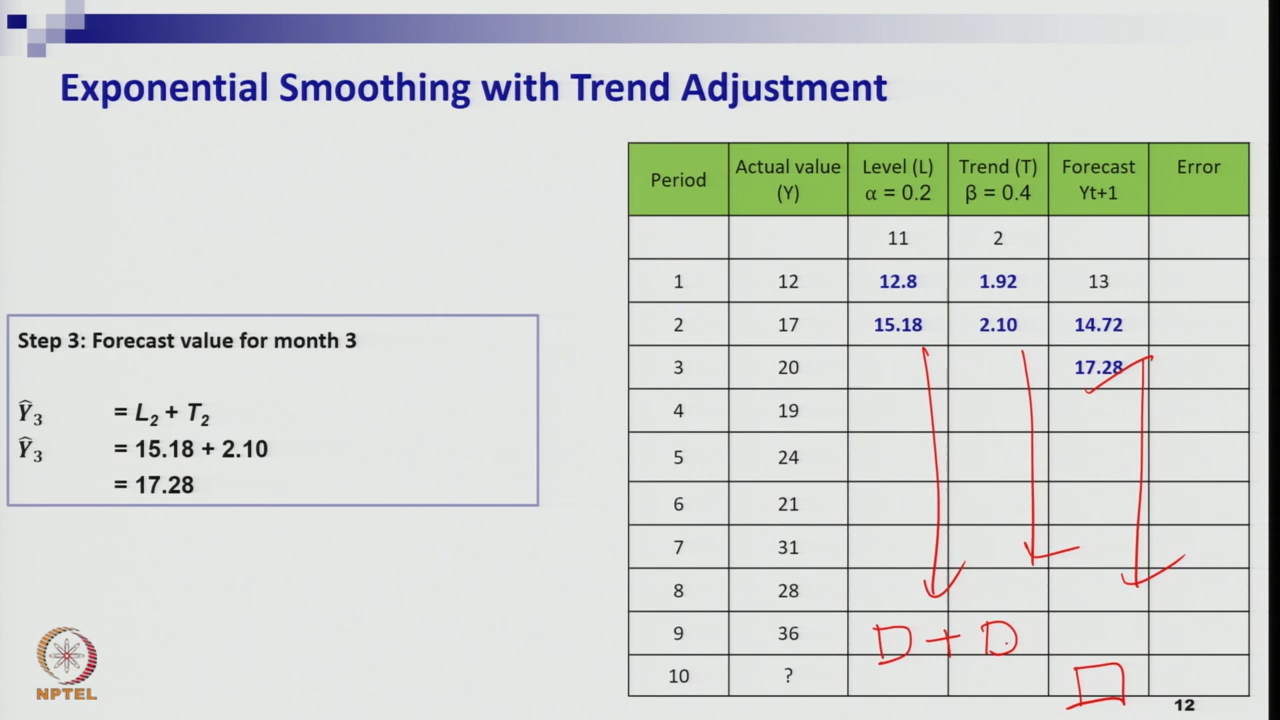 Exponential Smoothing with Trend Adjustment
Step 3: Forecast value for month 3
Ŷ3 = L2 + T2
Ŷ3 = 15.18 + 2.10
= 17.28
Period Actual value (Y) Level (L) α = 0.2 Trend (T) β = 0.4 Forecast Yt+1 Error
11 2
1 12 12.8 1.92 13
2 17 15.18 2.10 14.72
3 20 17.28
4 19
5 24
6 21
7 31
8 28
9 36
10 ?
NPTEL
12